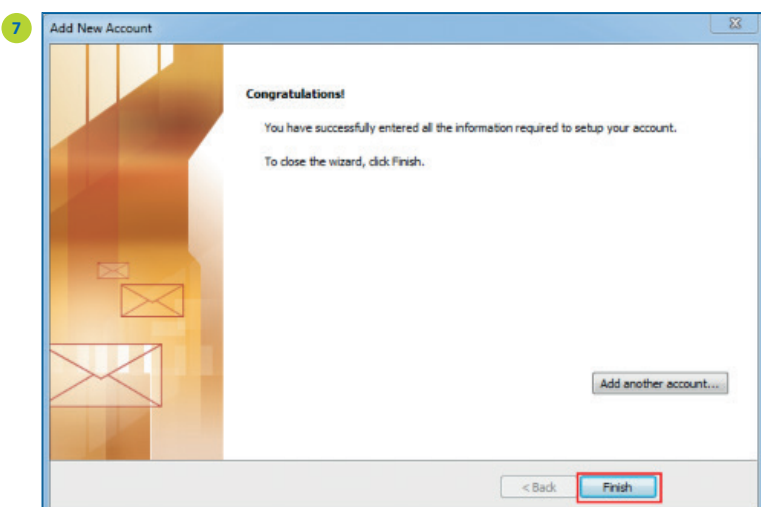 7
Add New Account
Congratulations!
You have successfully entered all the information required to setup your account.
To close the wizard, click Finish.
Add another account...
< Back
Finish